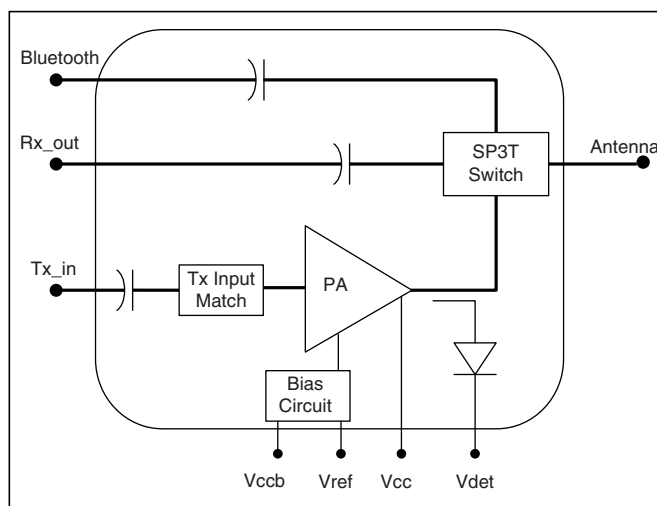 Bluetooth
Rx_out
SP3T
Switch
Antenna
Tx_in
Tx Input
Match
PA
Bias
Circuit
Vccb
Vref
Vcc
Vdet